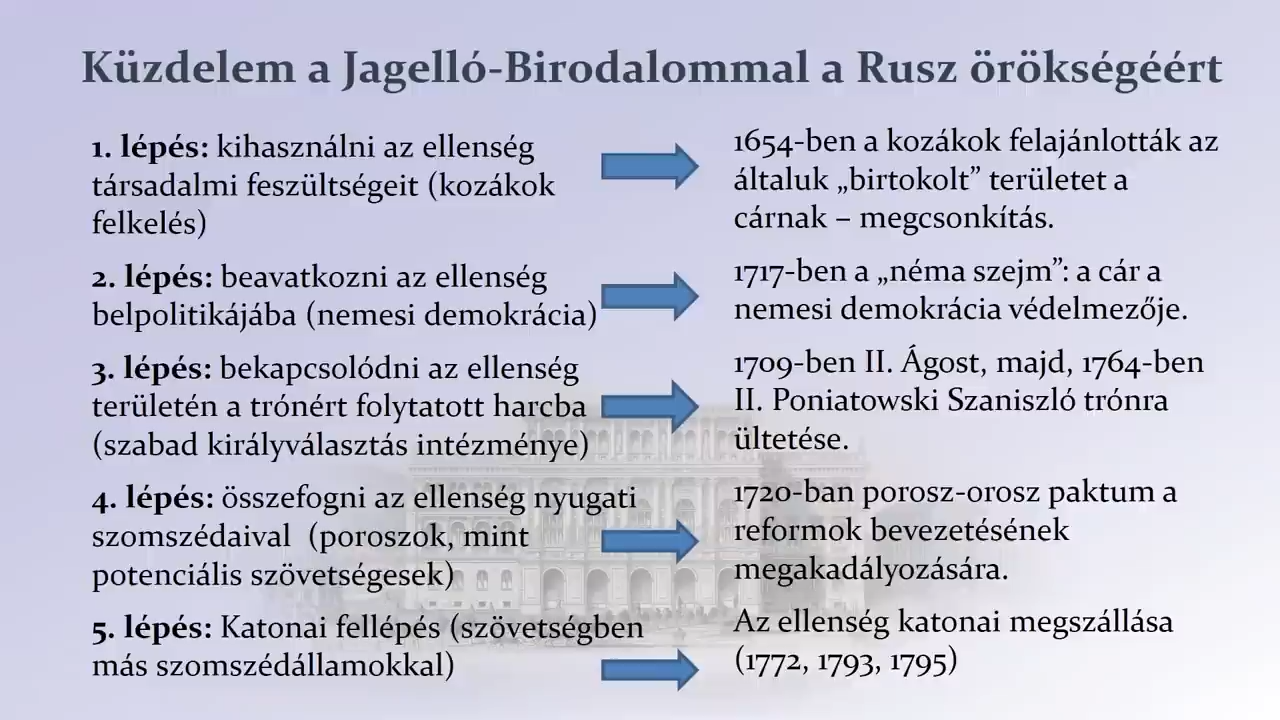 Küzdelem a Jagelló-Birodalommal a Rusz örökségéért
1. lépés: kihasználni az ellenség
társadalmi feszültségeit (kozákok
felkelés)
1654-ben a kozákok felajánlották az
általuk „birtokolt” területet a
cárnak – megcsonkítás.
2. lépés: beavatkozni az ellenség
belpolitikájába (nemesi demokrácia)
1717-ben a „néma szejm”: a cár a
nemesi demokrácia védelmezője.
3. lépés: bekapcsolódni az ellenség
területén a trónért folytatott harcba
(szabad királyválasztás intézménye)
1709-ben II. Ágost, majd, 1764-ben
II. Poniatowski Szaniszló trónra
ültetése.
4. lépés: összefogni az ellenség nyugati
szomszédaival (poroszok, mint
potenciális szövetségesek)
1720-ban porosz-orosz paktum a
reformok bevezetésének
megakadályozására.
5. lépés: Katonai fellépés (szövetségben
más szomszédállamokkal)
Az ellenség katonai megszállása
(1772, 1793, 1795)